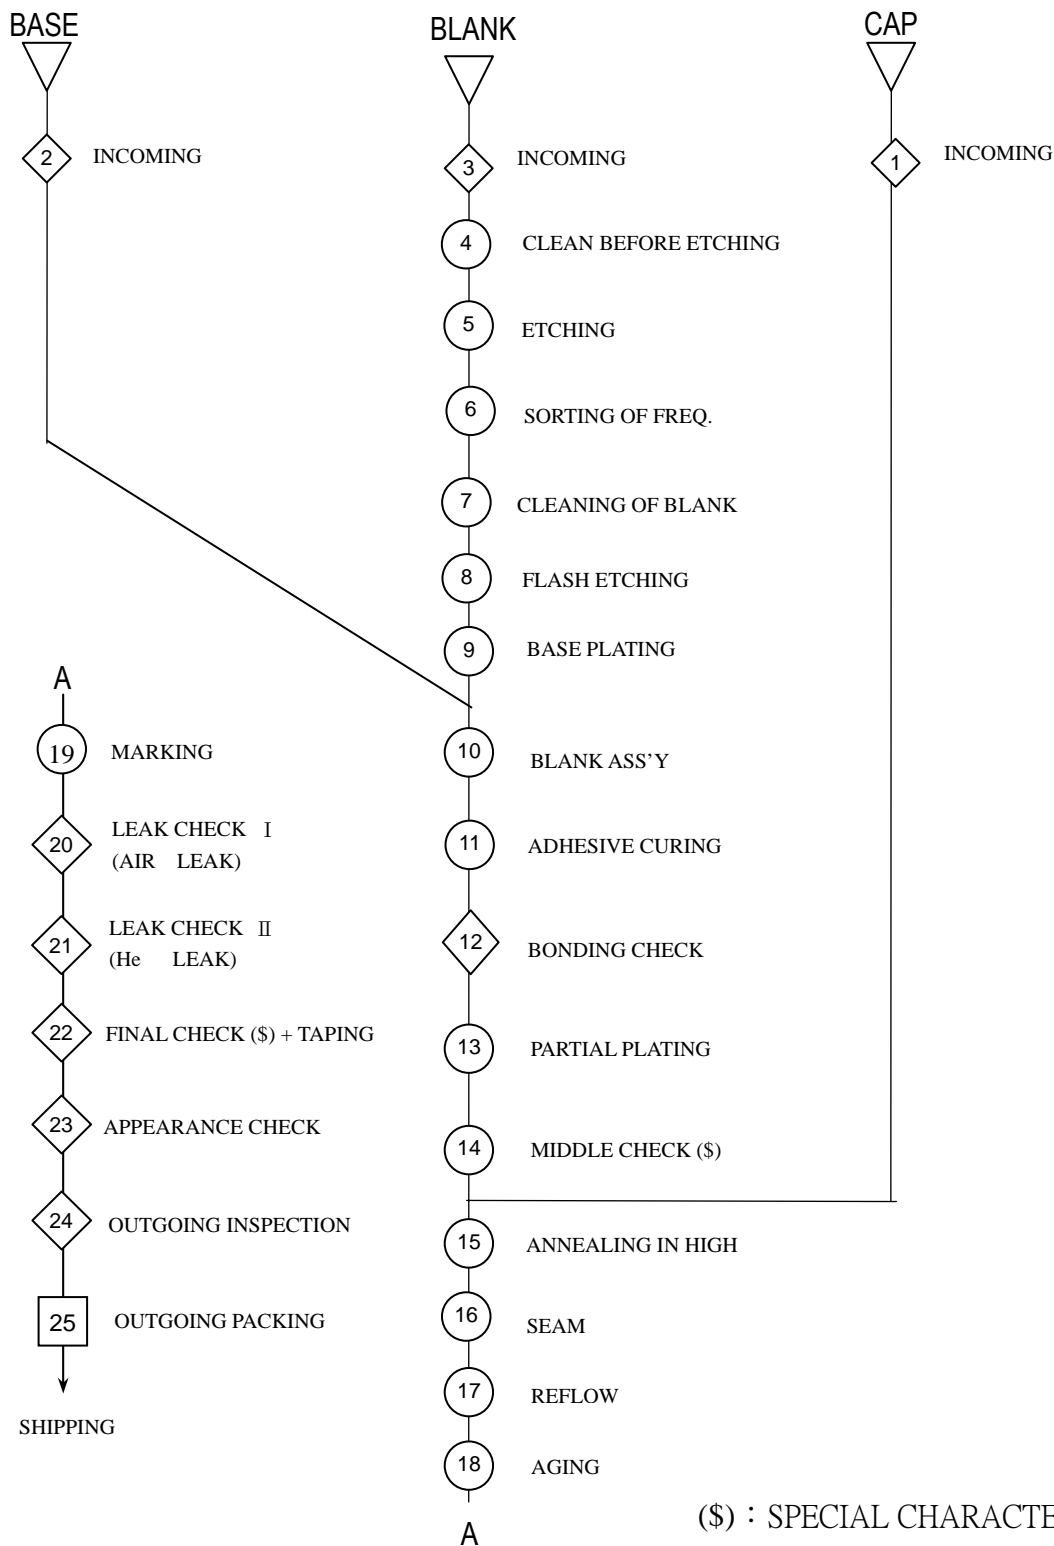 BASE
BLANK
CAP
2 INCOMING
3 INCOMING
1 INCOMING
4 CLEAN BEFORE ETCHING
5 ETCHING
6 SORTING OF FREQ.
7 CLEANING OF BLANK
8 FLASH ETCHING
9 BASE PLATING
10 BLANK ASS’Y
11 ADHESIVE CURING
12 BONDING CHECK
13 PARTIAL PLATING
14 MIDDLE CHECK ($)
15 ANNEALING IN HIGH
16 SEAM
17 REFLOW
18 AGING
A
A
19 MARKING
20 LEAK CHECK Ⅰ
(AIR LEAK)
21 LEAK CHECK Ⅱ
(He LEAK)
22 FINAL CHECK ($) + TAPING
23 APPEARANCE CHECK
24 OUTGOING INSPECTION
25 OUTGOING PACKING
SHIPPING
($) : SPECIAL CHARACTE